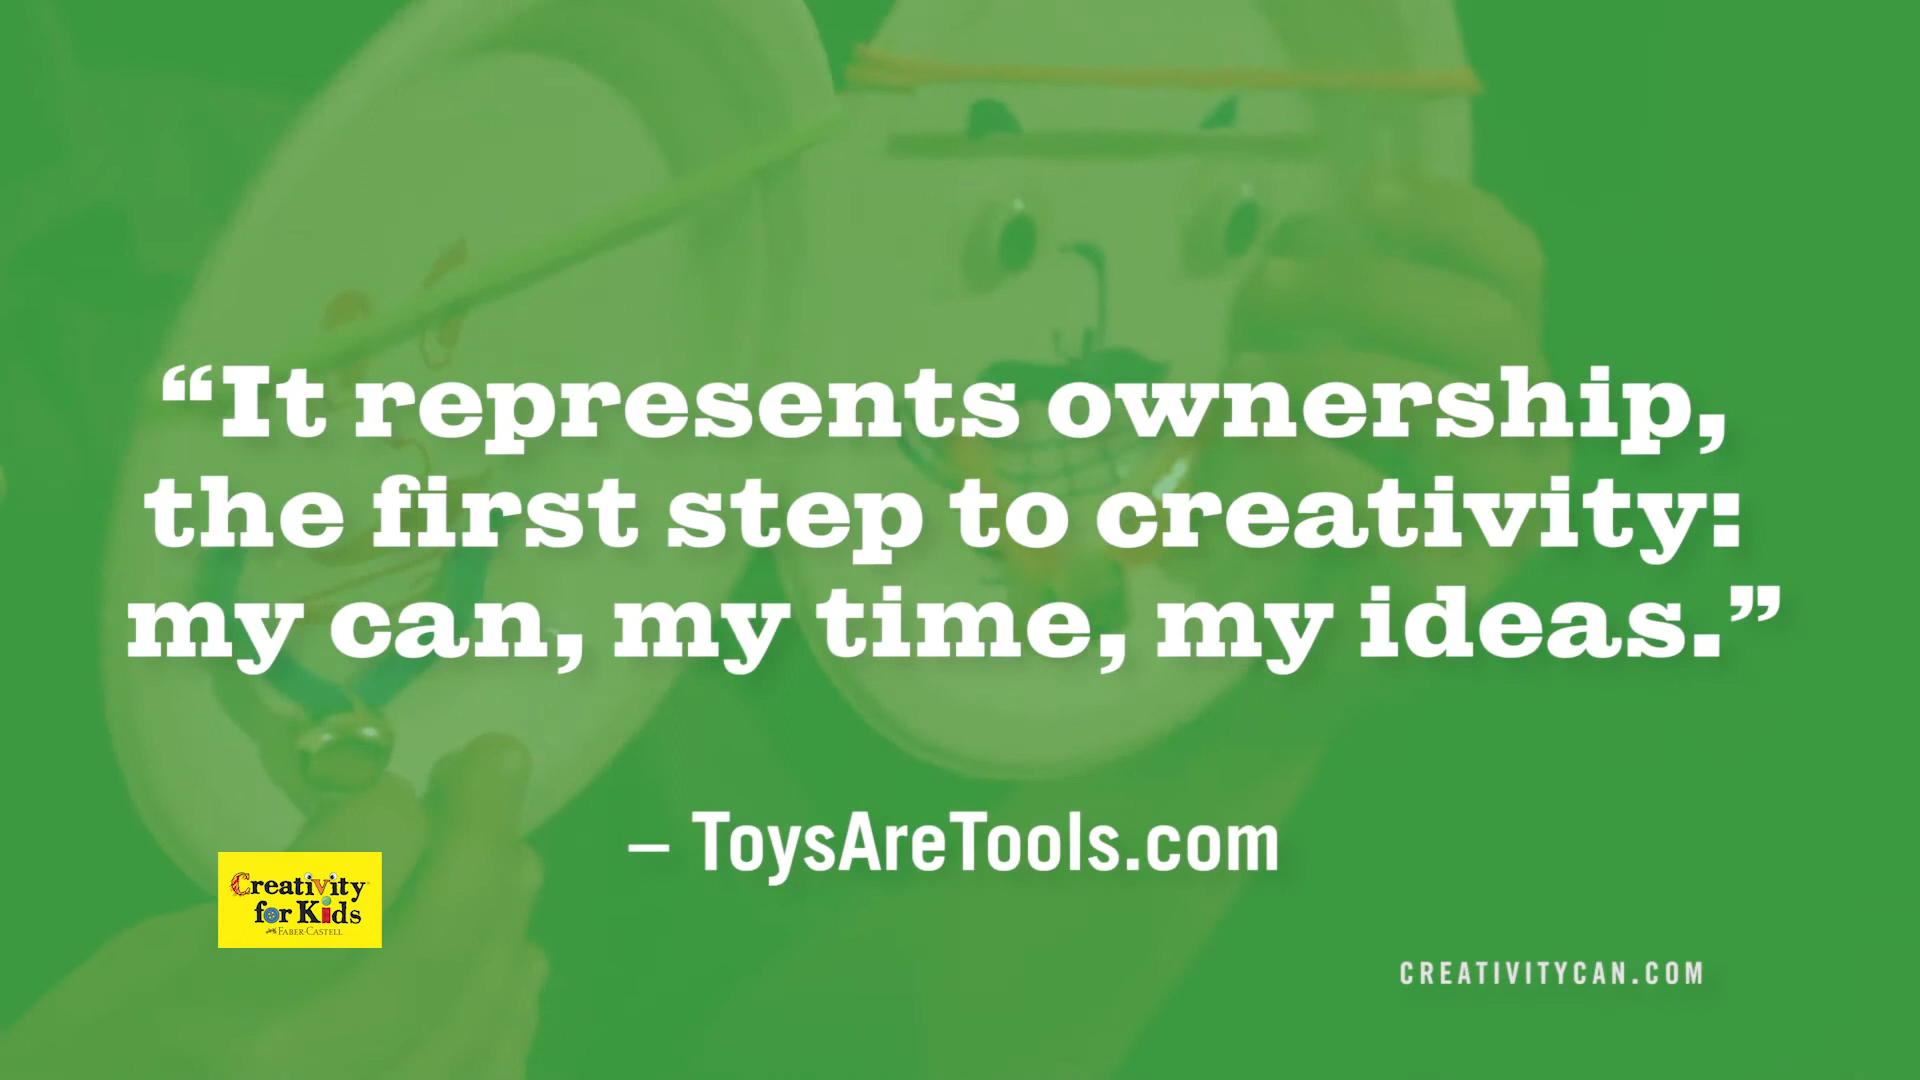 “It represents ownership,
the first step to creativity:
my can, my time, my ideas.”
– ToysAreTools.com
Creativity
for Kids
FABER-CASTELL
CREATIVITYCAN.COM